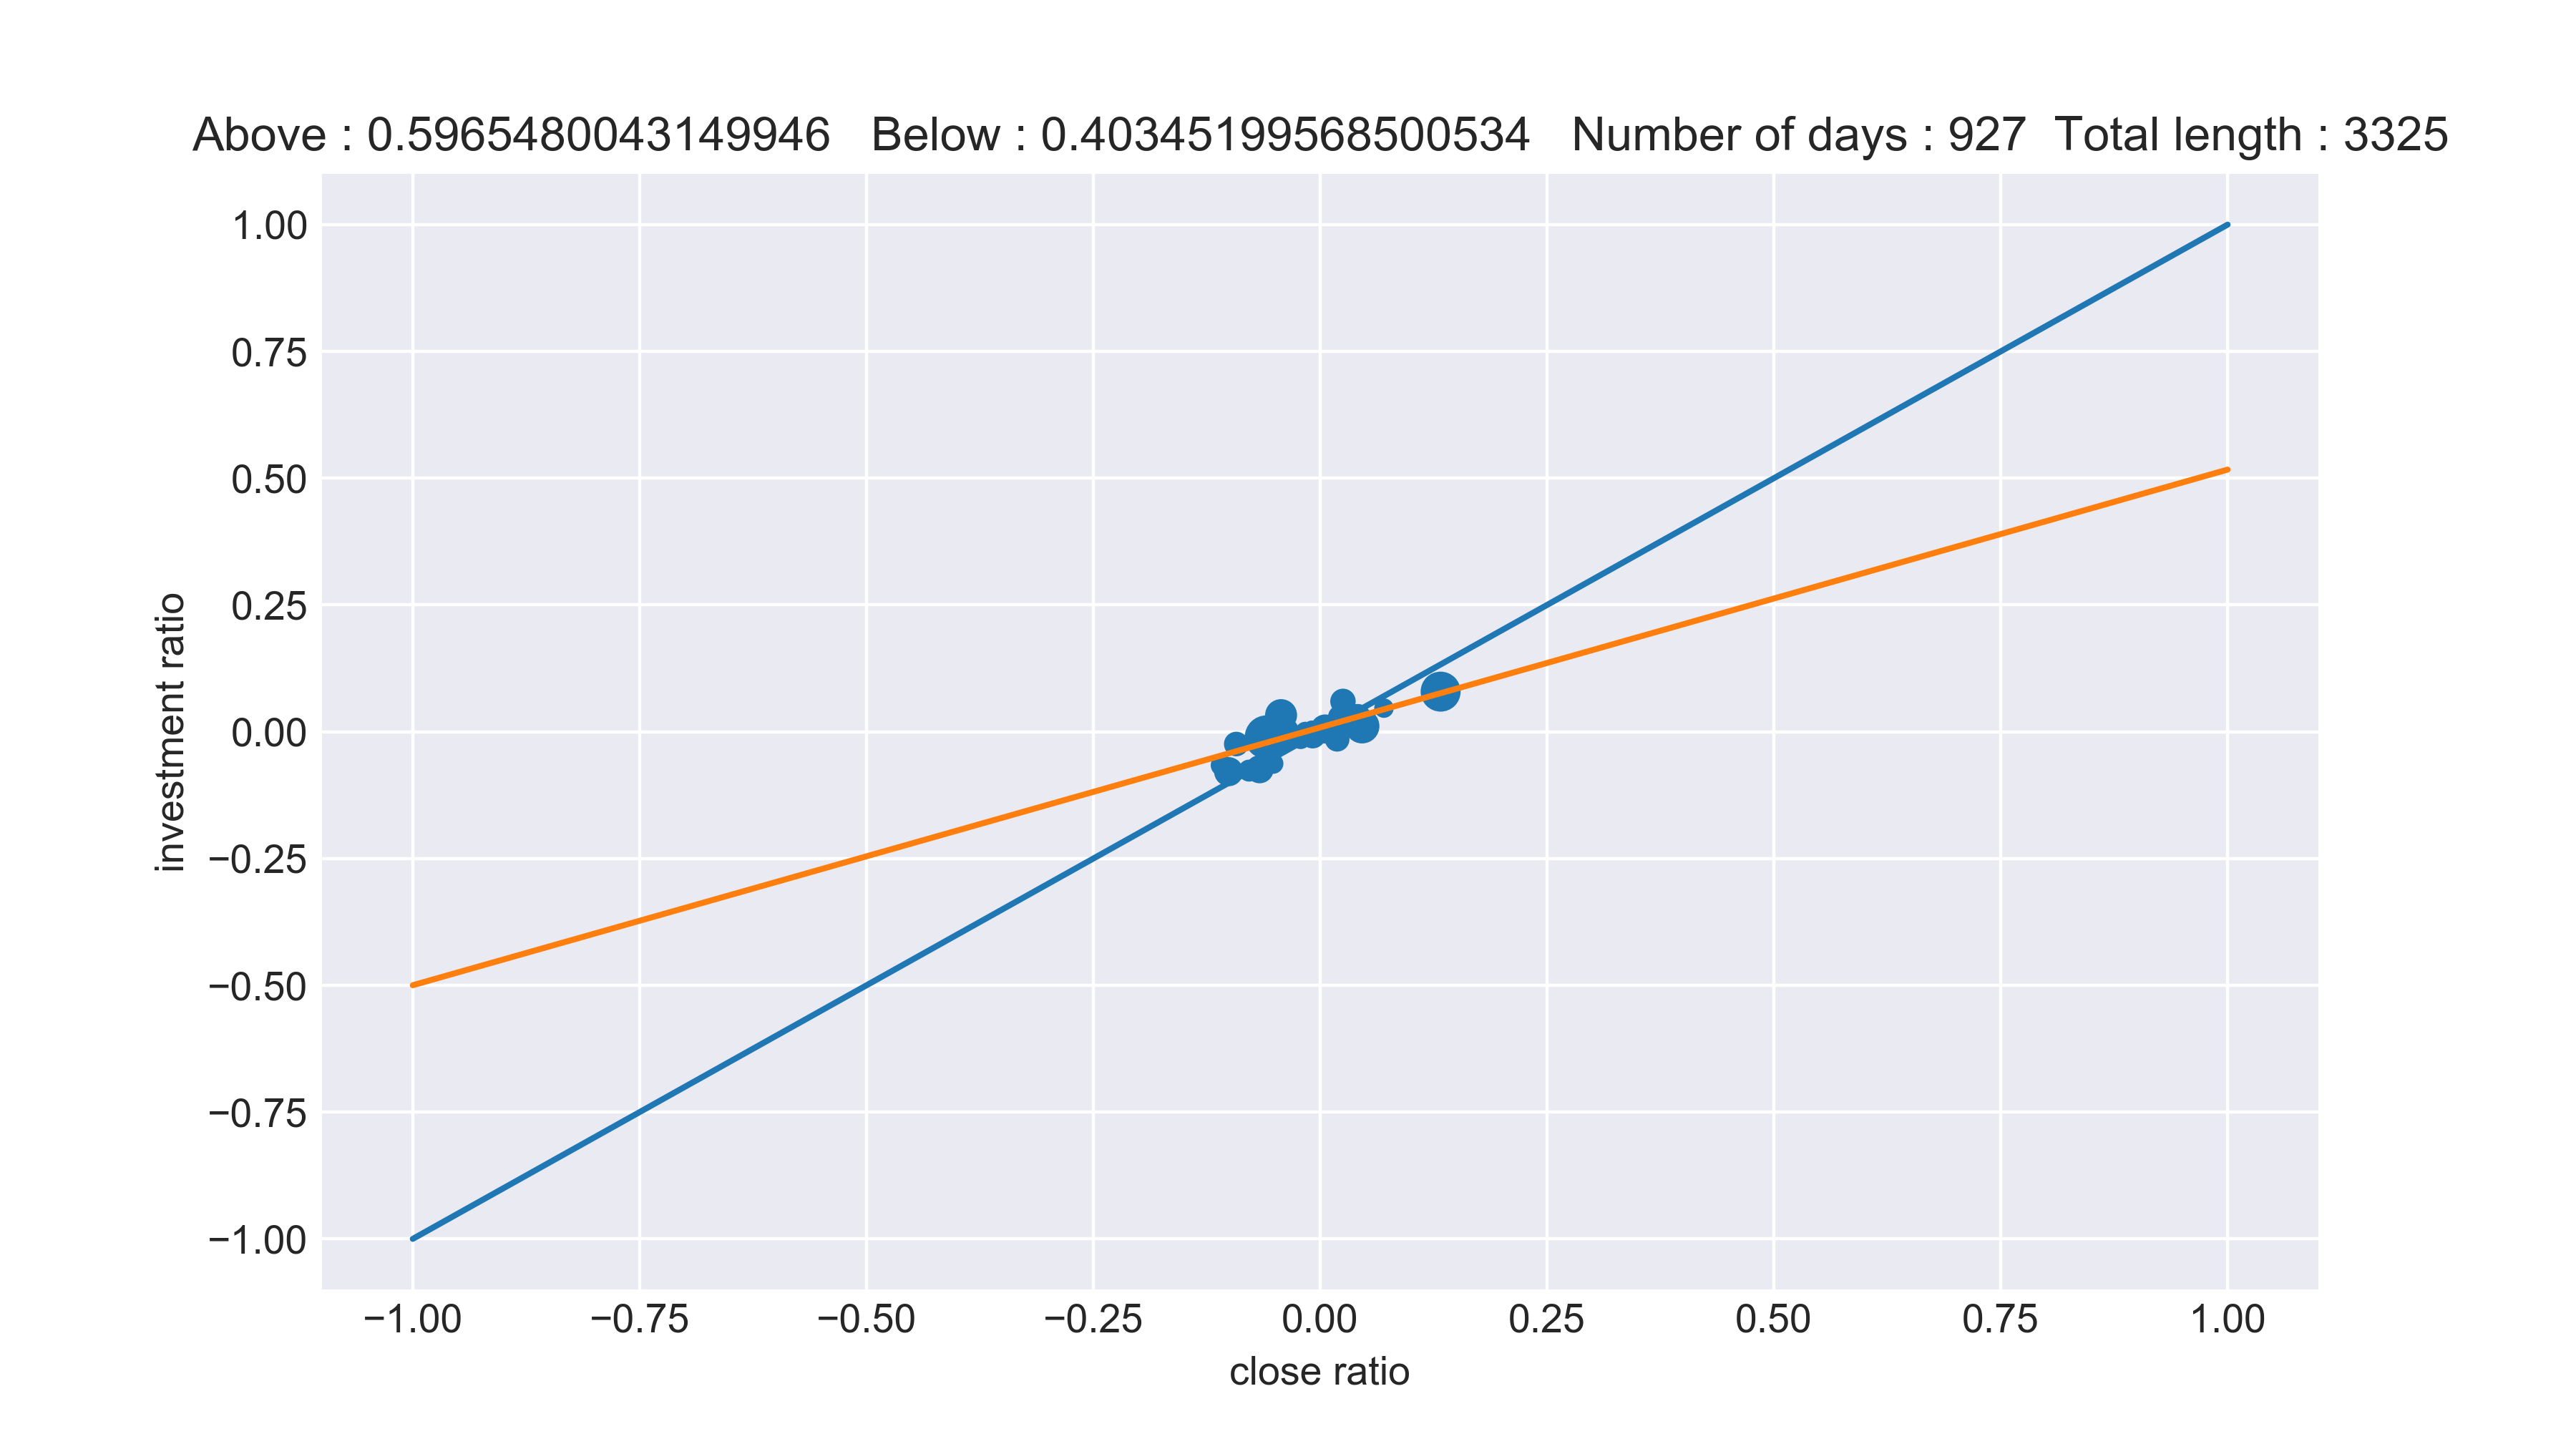 Above : 0.5965480043149946   Below : 0.40345199568500534   Number of days : 927  Total length : 3325
1.00
0.75
0.50
0.25
0.00
−0.25
−0.50
−0.75
−1.00
investment ratio
−1.00 −0.75 −0.50 −0.25 0.00 0.25 0.50 0.75 1.00
close ratio